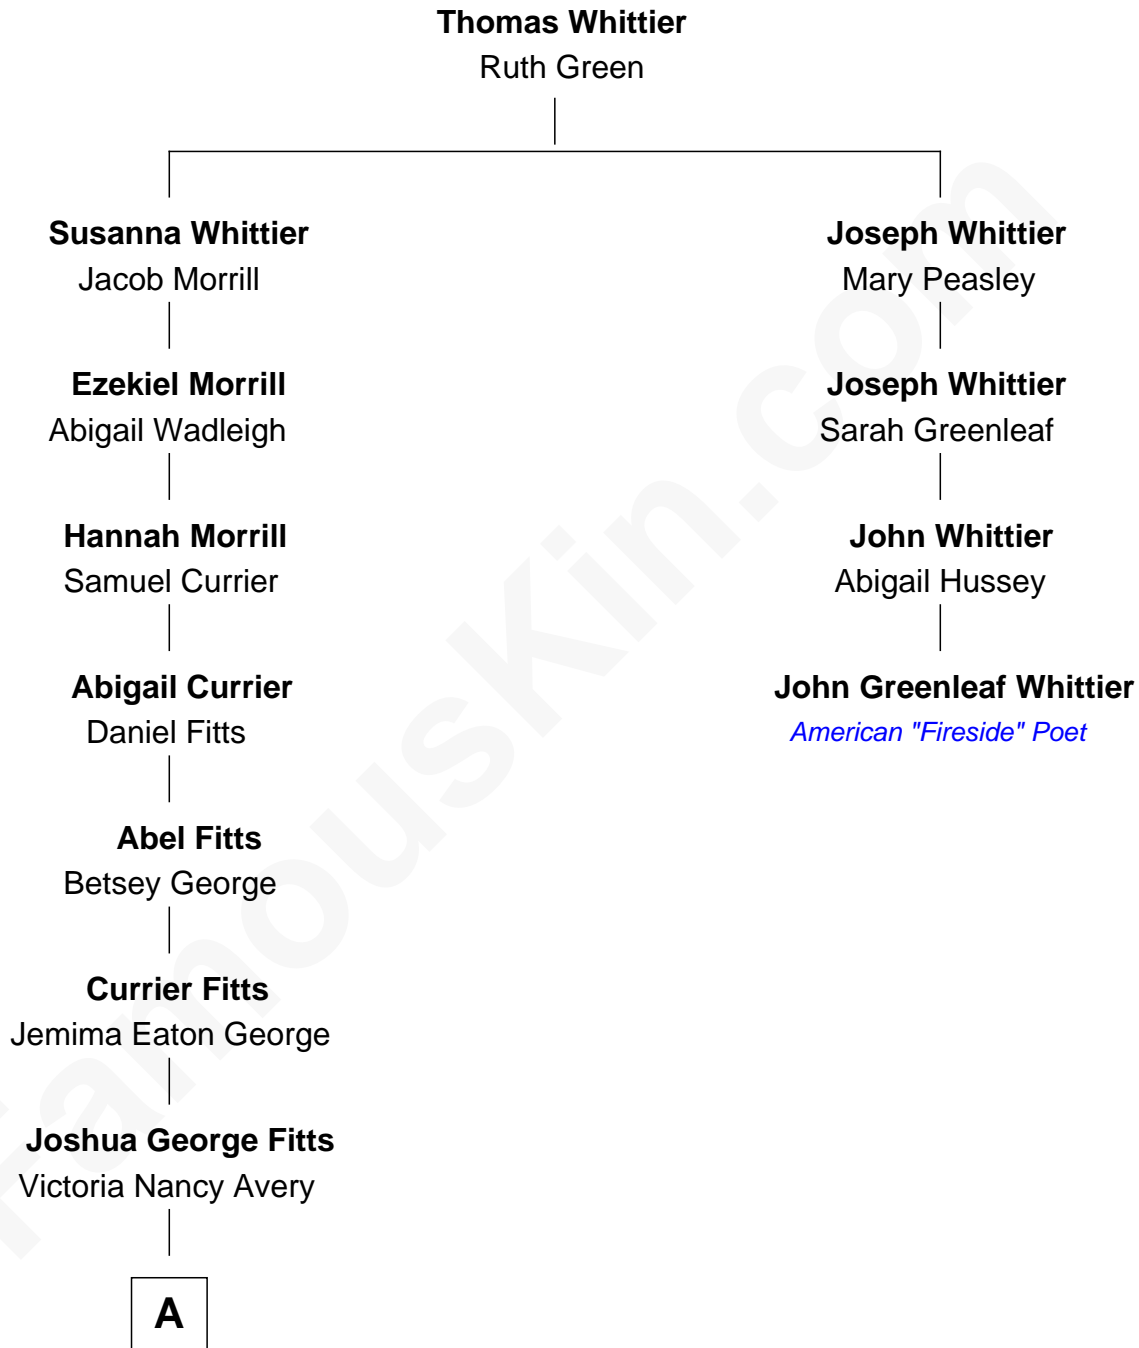 Thomas Whittier
Ruth Green
Susanna Whittier
Jacob Morrill
Joseph Whittier
Mary Peasley
Ezekiel Morrill
Abigail Wadleigh
Joseph Whittier
Sarah Greenleaf
Hannah Morrill
Samuel Currier
John Whittier
Abigail Hussey
Abigail Currier
Daniel Fitts
John Greenleaf Whittier
American "Fireside" Poet
Abel Fitts
Betsey George
Currier Fitts
Jemima Eaton George
Joshua George Fitts
Victoria Nancy Avery
A
FamousKin.com